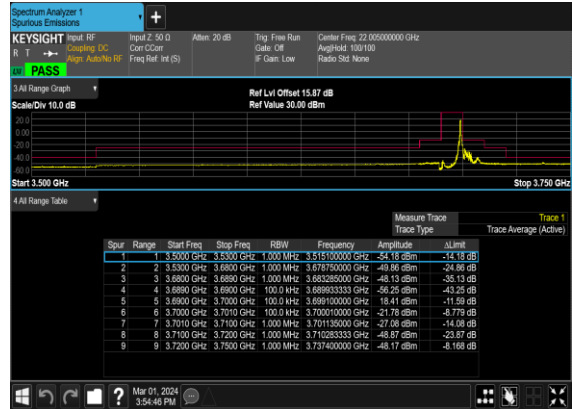 Spectrum Analyzer 1
Spurious Emissions
+
KEYSIGHT Input: RF Input Z: 50 Ω Atten: 20 dB Trig: Free Run Center Freq: 22.005000000 GHz
R T Coupling: DC Corr CCorr Gate: Off Avg|Hold: 100/100
Align: Auto/No RF Freq Ref: Int (S) IF Gain: Low Radio Std: None
PASS
3 All Range Graph
Ref Lvl Offset 15.87 dB
Scale/Div 10.0 dB Ref Value 30.00 dBm
20.0
0.00
-20.0
-40.0
-60.0
Start 3.500 GHz Stop 3.750 GHz
4 All Range Table
Measure Trace Trace 1
Trace Type Trace Average (Active)
Spur Range Start Freq Stop Freq RBW Frequency Amplitude ΔLimit
1 1 3.5000 GHz 3.5300 GHz 1.000 MHz 3.515100000 GHz -54.18 dBm -14.18 dB
2 2 3.5300 GHz 3.6800 GHz 1.000 MHz 3.678750000 GHz -49.86 dBm -24.86 dB
3 3 3.6800 GHz 3.6890 GHz 1.000 MHz 3.683285000 GHz -48.13 dBm -35.13 dB
4 4 3.6890 GHz 3.6900 GHz 100.0 kHz 3.689933333 GHz -56.25 dBm -43.25 dB
5 5 3.6900 GHz 3.7000 GHz 100.0 kHz 3.699100000 GHz 18.41 dBm -11.59 dB
6 6 3.7000 GHz 3.7010 GHz 100.0 kHz 3.700010000 GHz -21.78 dBm -8.779 dB
7 7 3.7010 GHz 3.7100 GHz 1.000 MHz 3.701135000 GHz -27.08 dBm -14.08 dB
8 8 3.7100 GHz 3.7200 GHz 1.000 MHz 3.710283333 GHz -48.87 dBm -23.87 dB
9 9 3.7200 GHz 3.7500 GHz 1.000 MHz 3.737400000 GHz -48.17 dBm -8.168 dB
? Mar 01, 2024
3:54:46 PM